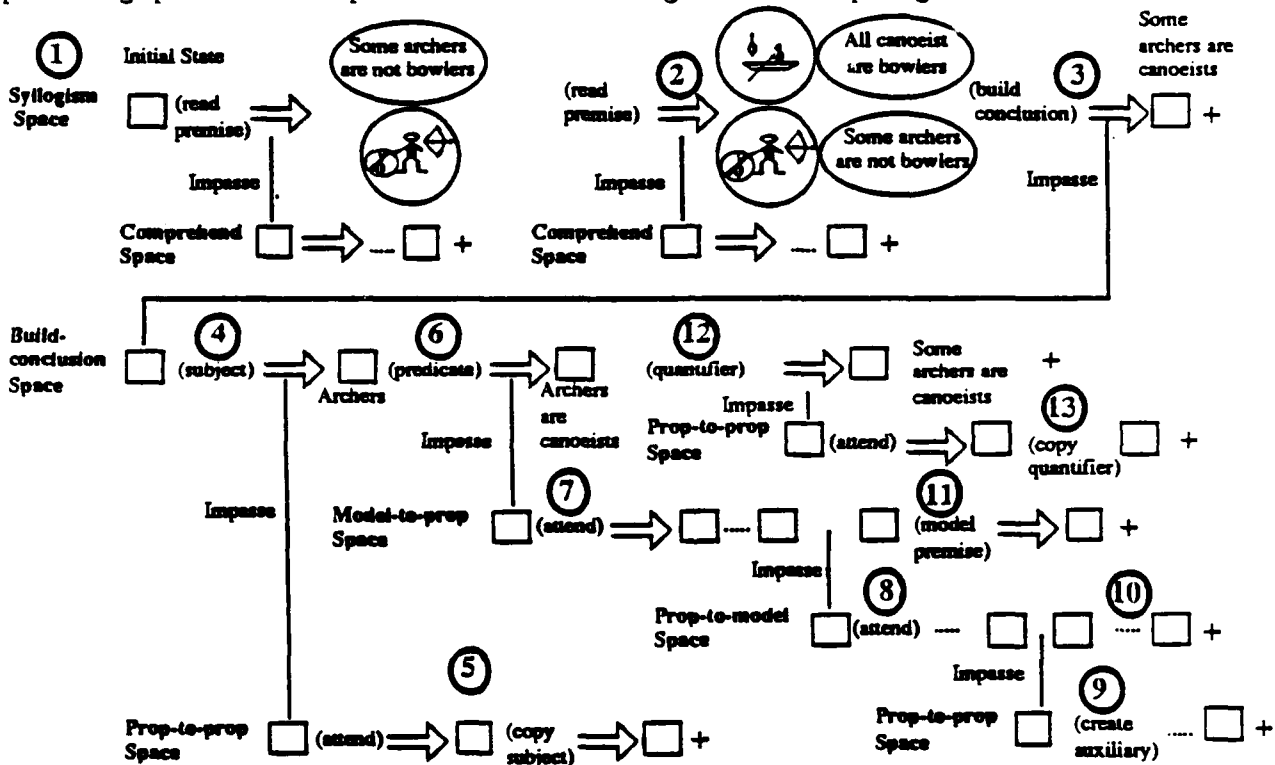 1
Initial State
Syllogism
Space
(read
premise)
Some archers
are not bowlers
Impasse
Comprehend
Space
..... +
2
(read
premise)
All canoeist
are bowlers
Some archers
are not bowlers
Impasse
Comprehend
Space
..... +
3
(build
conclusion)
Some
archers are
canoeists
+
Impasse
Build-
conclusion
Space
4
(subject)
Archers
6
(predicate)
Archers
are
canoeists
12
(quantifier)
Some
archers are
canoeists
+
Impasse
Prop-to-prop
Space
(attend)
13
(copy
quantifier)
+
Impasse
Model-to-prop
Space
7
(attend)
.....
11
(model
premise)
+
Impasse
Impasse
Prop-to-model
Space
8
(attend) .....
10
..... +
Impasse
Prop-to-prop
Space
9
(create
auxiliary)
..... +
Prop-to-prop
Space
(attend)
5
(copy
subject)
+